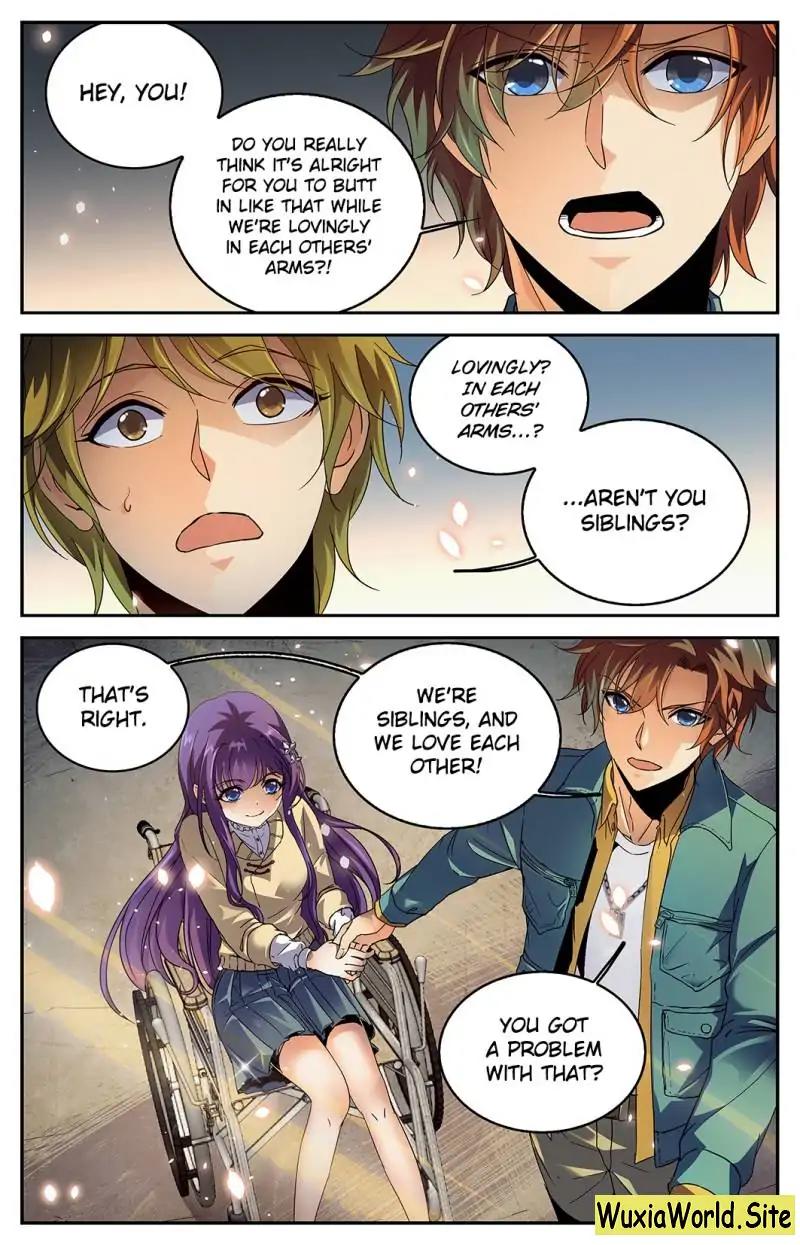 HEY, YOU!
DO YOU REALLY
THINK IT'S ALRIGHT
FOR YOU TO BUTT
IN LIKE THAT WHILE
WE'RE LOVINGLY
IN EACH OTHERS'
ARMS?!
LOVINGLY?
IN EACH
OTHERS'
ARMS...?
...AREN'T YOU
SIBLINGS?
THAT'S
RIGHT.
WE'RE
SIBLINGS, AND
WE LOVE EACH
OTHER!
YOU GOT
A PROBLEM
WITH THAT?
WuxiaWorld.Site